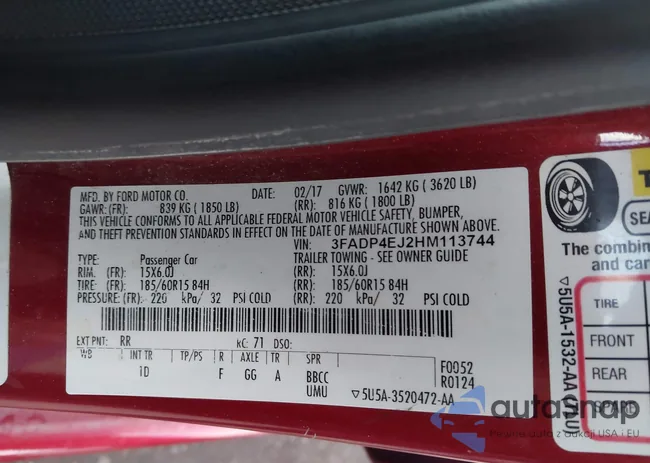 MFD. BY FORD MOTOR CO. DATE: 02/17 GVWR: 1642 KG ( 3620 LB)
GAWR: (FR): 839 KG ( 1850 LB) (RR): 816 KG ( 1800 LB)
THIS VEHICLE CONFORMS TO ALL APPLICABLE FEDERAL MOTOR VEHICLE SAFETY, BUMPER,
AND THEFT PREVENTION STANDARDS IN EFFECT ON THE DATE OF MANUFACTURE SHOWN ABOVE.
VIN: 3FADP4EJ2HM113744
TYPE: Passenger Car TRAILER TOWING - SEE OWNER GUIDE
RIM: (FR): 15X6.0J (RR): 15X6.0J
TIRE: (FR): 185/60R15 84H (RR): 185/60R15 84H
PRESSURE: (FR): 220 kPa/ 32 PSI COLD (RR): 220 kPa/ 32 PSI COLD
EXT PNT: RR RC: 71 DSO:
WB INT TR TP/PS R AXLE TR SPR
ID F GG A BBCC F0052
UMU R0124
▽5U5A-3520472-AA
The combin
and car
▽5U5A-1532-AA
TIRE
FRONT
REAR
autosnap